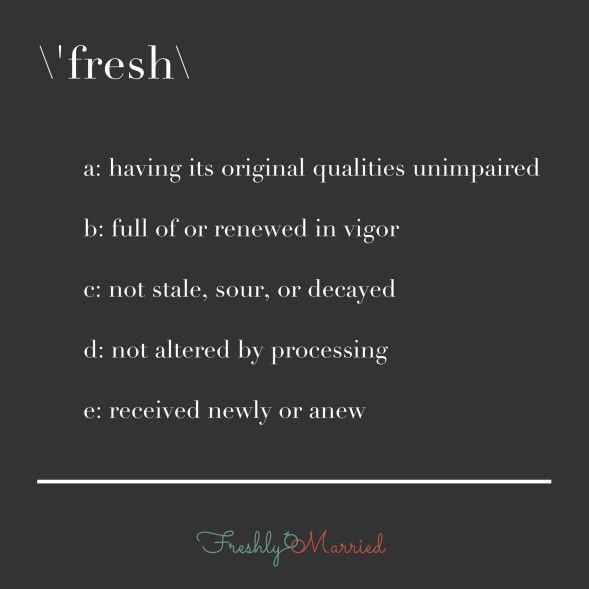 \'fresh\
a: having its original qualities unimpaired
b: full of or renewed in vigor
c: not stale, sour, or decayed
d: not altered by processing
e: received newly or anew
Freshly Married